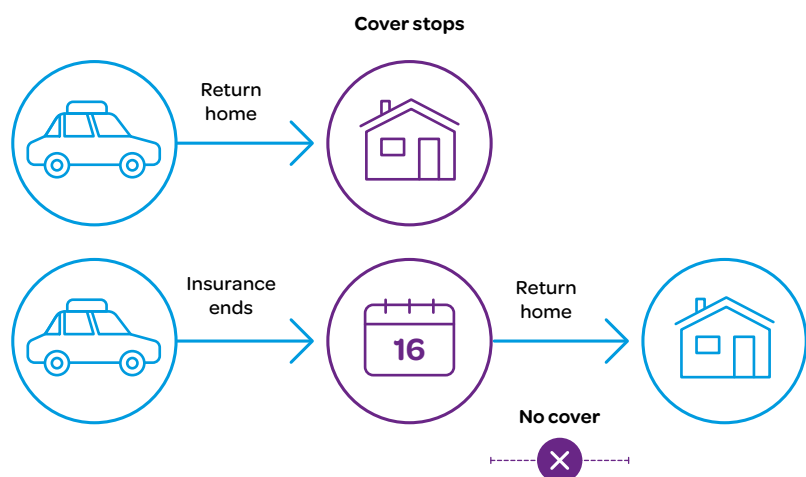 Cover stops
Return
home
Insurance
ends
16
Return
home
No cover